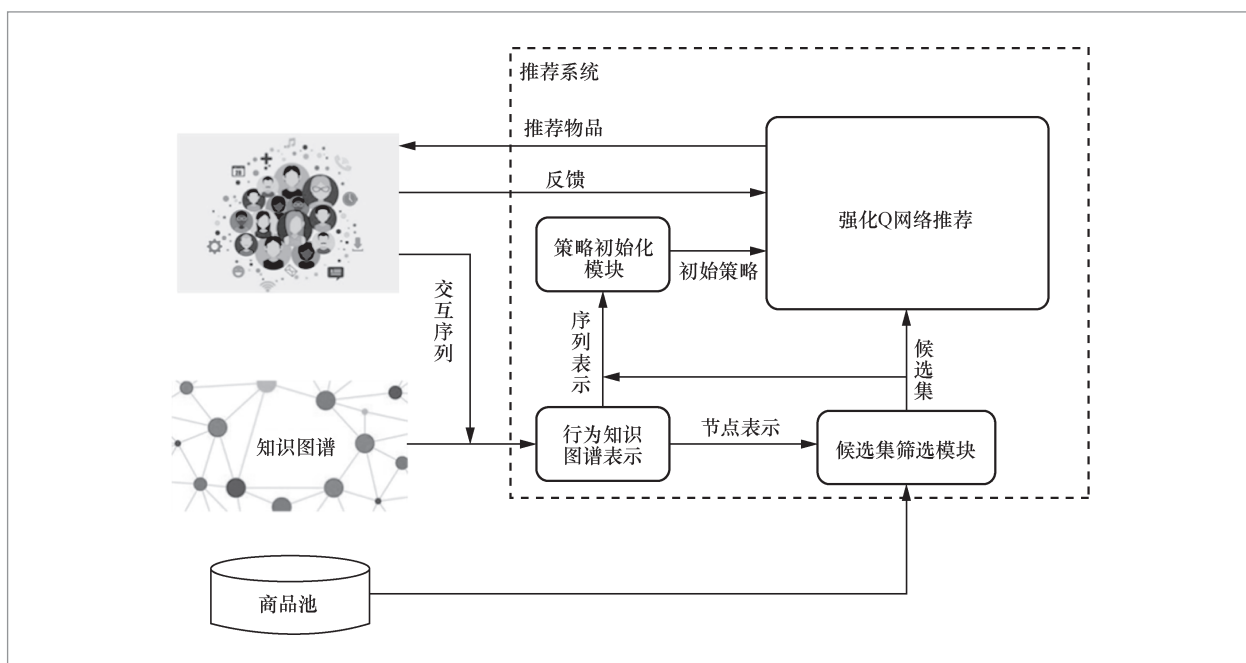 推荐系统
推荐物品
反馈
强化Q网络推荐
策略初始化
模块
初始策略
交互序列
序列表示
候选集
知识图谱
行为知识
图谱表示
节点表示
候选集筛选模块
商品池